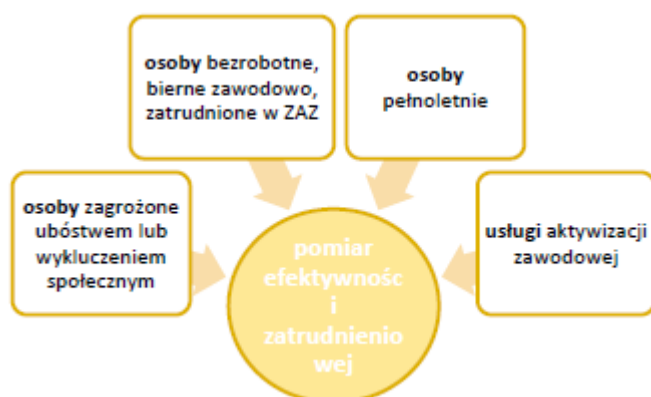 osoby bezrobotne,
bierne zawodowo,
zatrudnione w ZAZ
osoby
pełnoletnie
osoby zagrożone
ubóstwem lub
wykluczeniem
społecznym
usługi aktywizacji
zawodowej
pomiar
efektywnośc
i
zatrudnienio
wej